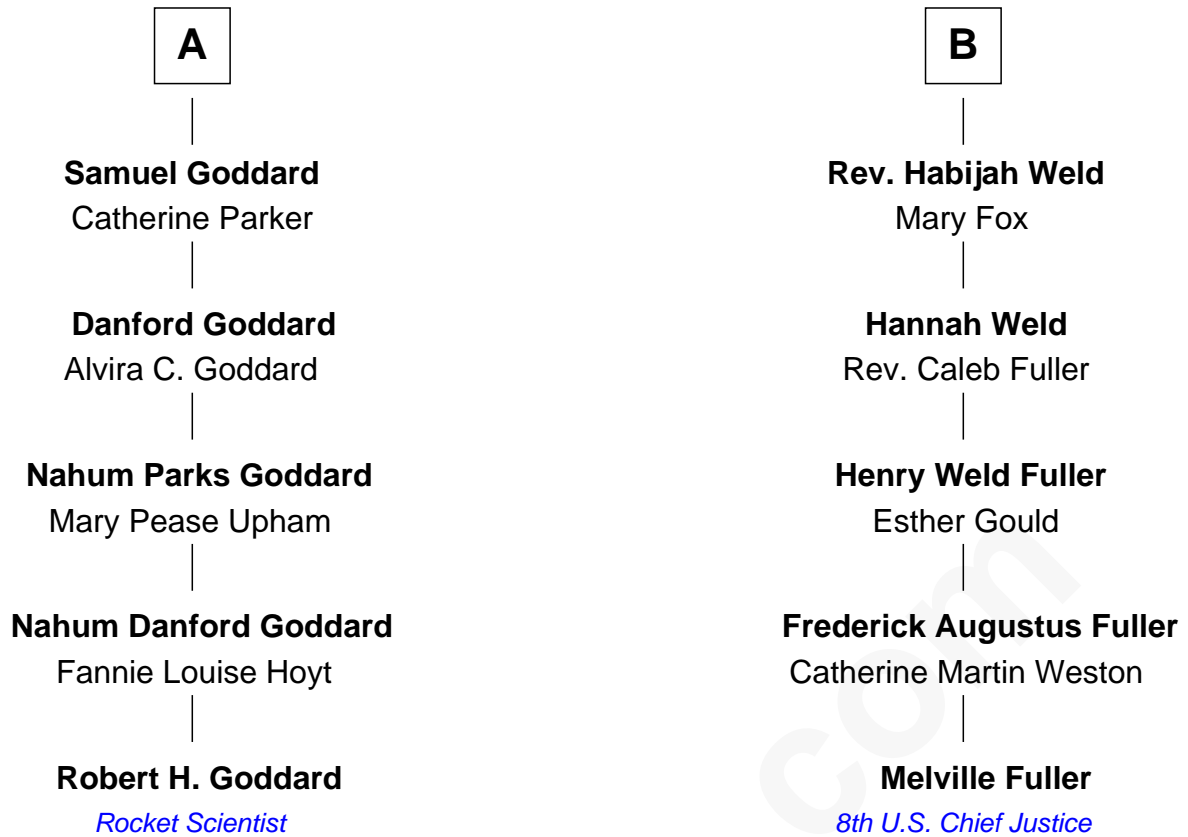 A
Samuel Goddard
Catherine Parker
Danford Goddard
Alvira C. Goddard
Nahum Parks Goddard
Mary Pease Upham
Nahum Danford Goddard
Fannie Louise Hoyt
Robert H. Goddard
Rocket Scientist
B
Rev. Habijah Weld
Mary Fox
Hannah Weld
Rev. Caleb Fuller
Henry Weld Fuller
Esther Gould
Frederick Augustus Fuller
Catherine Martin Weston
Melville Fuller
8th U.S. Chief Justice
com